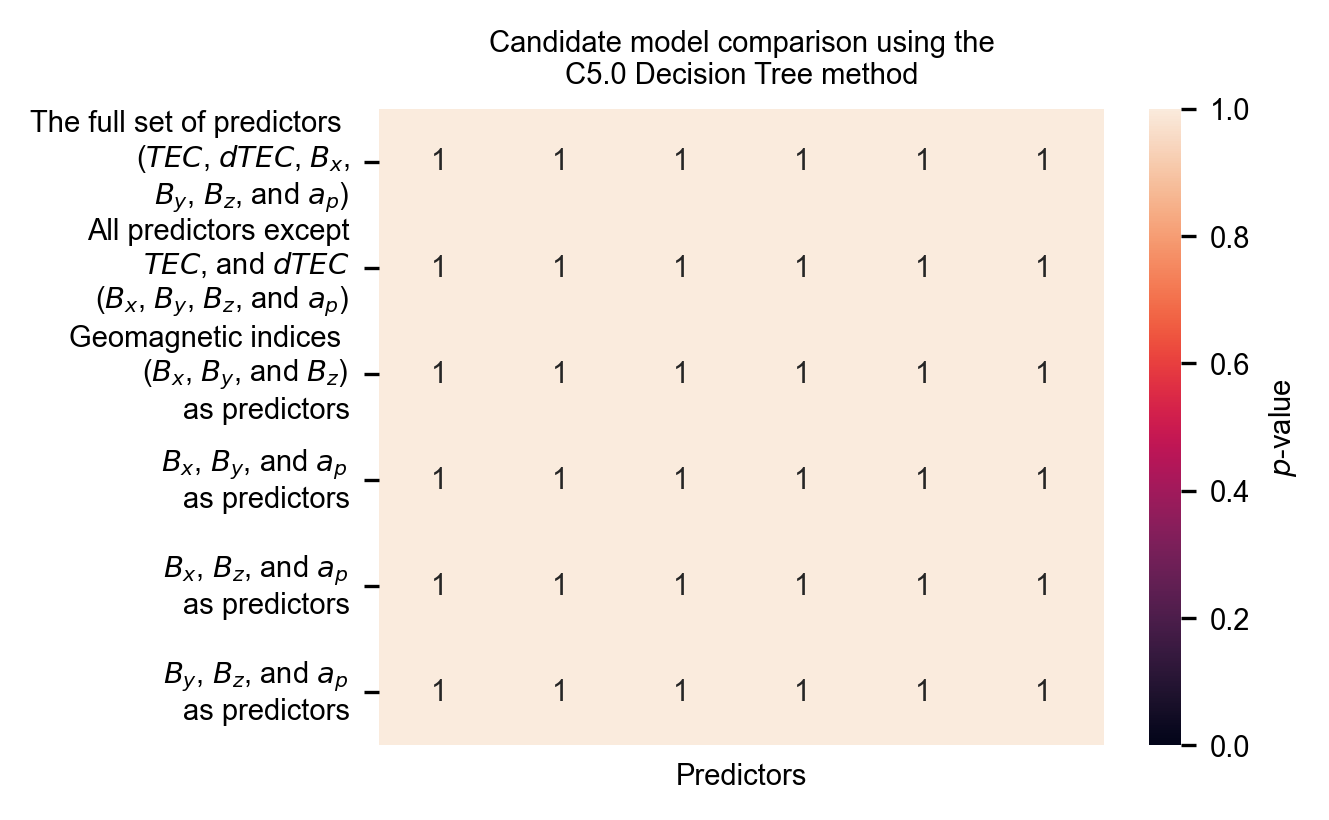 Candidate model comparison using the
C5.0 Decision Tree method
The full set of predictors
(TEC, dTEC, Bₓ,
B_y, B_z, and a_p)
1 1 1 1 1 1
All predictors except
TEC, and dTEC
(Bₓ, B_y, B_z, and a_p)
1 1 1 1 1 1
Geomagnetic indices
(Bₓ, B_y, and B_z)
as predictors
1 1 1 1 1 1
Bₓ, B_y, and a_p
as predictors
1 1 1 1 1 1
Bₓ, B_z, and a_p
as predictors
1 1 1 1 1 1
B_y, B_z, and a_p
as predictors
1 1 1 1 1 1
Predictors
1.0
0.8
0.6
0.4
0.2
0.0
p-value